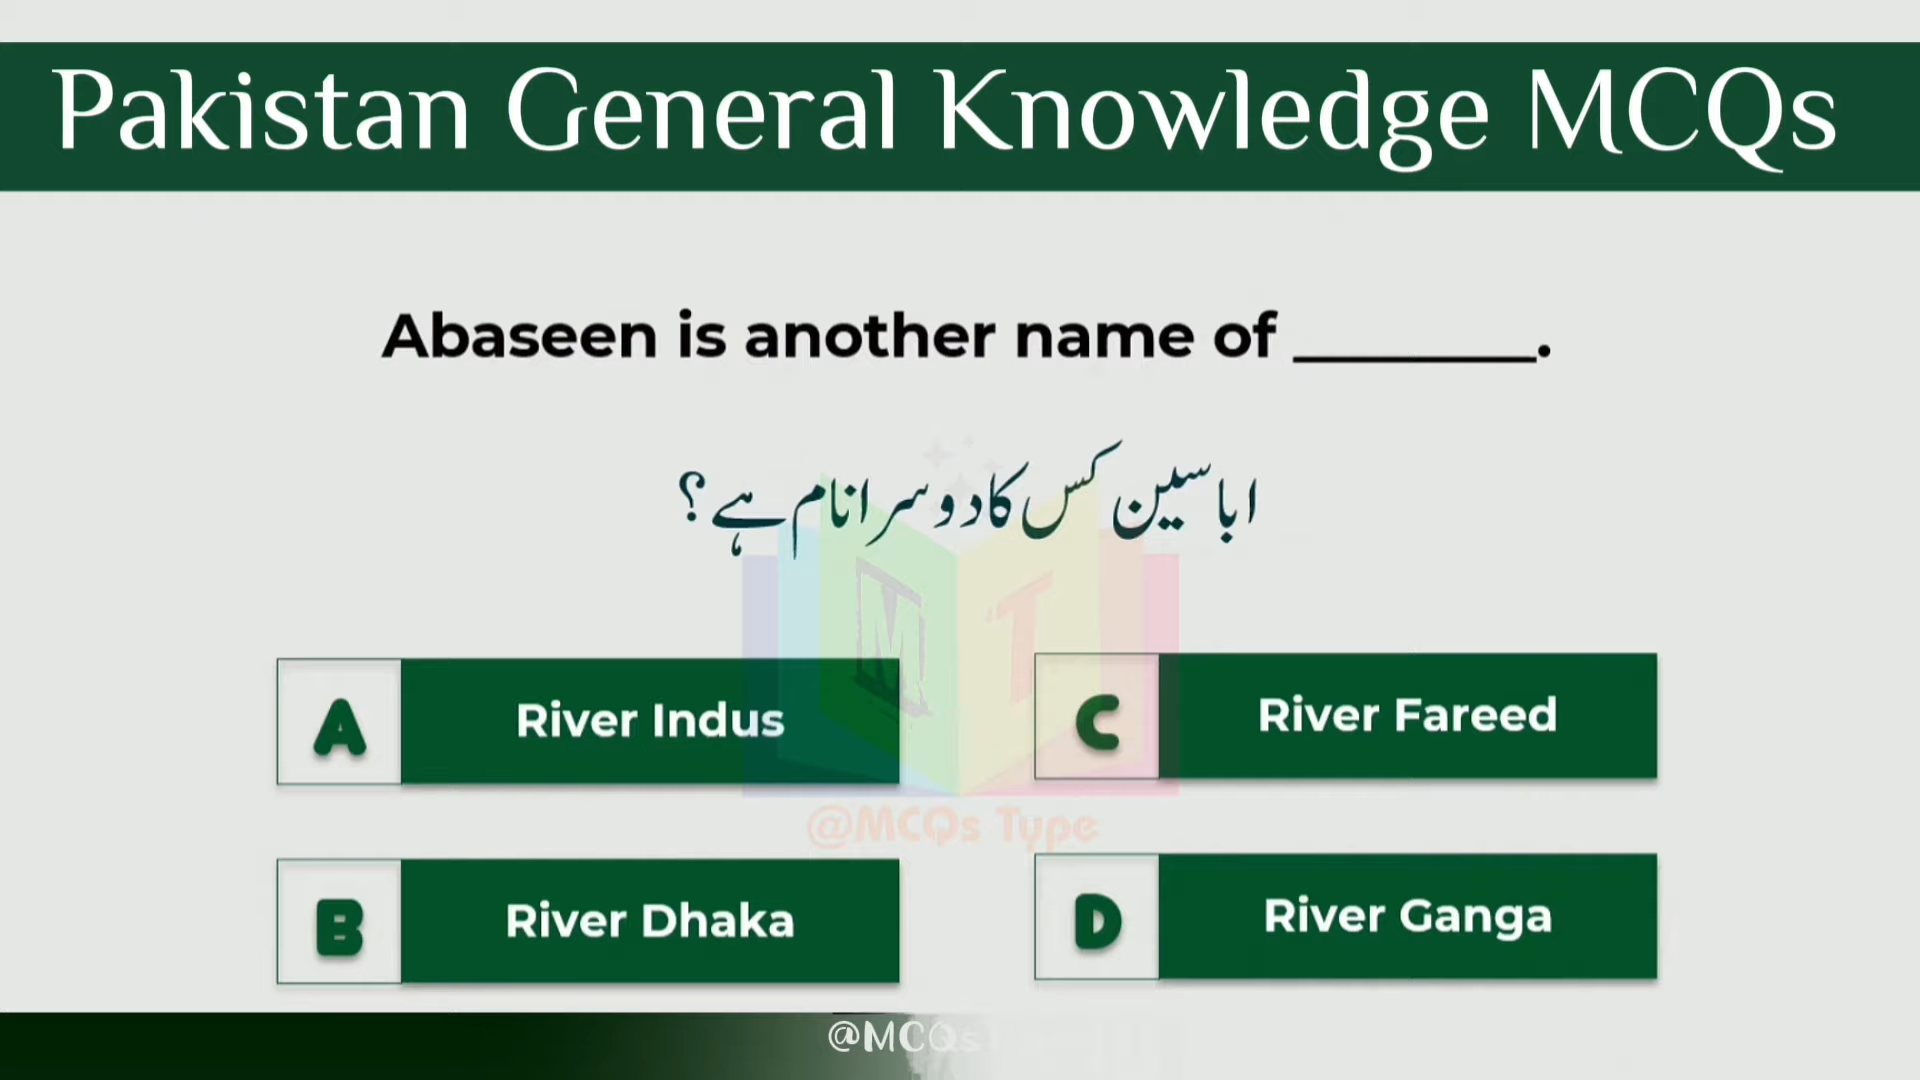 Pakistan General Knowledge MCQs
Abaseen is another name of ________.
اباسین کس کا دوسرا نام ہے؟
M T
A River Indus
C River Fareed
@MCQs Type
B River Dhaka
D River Ganga
@MCQs